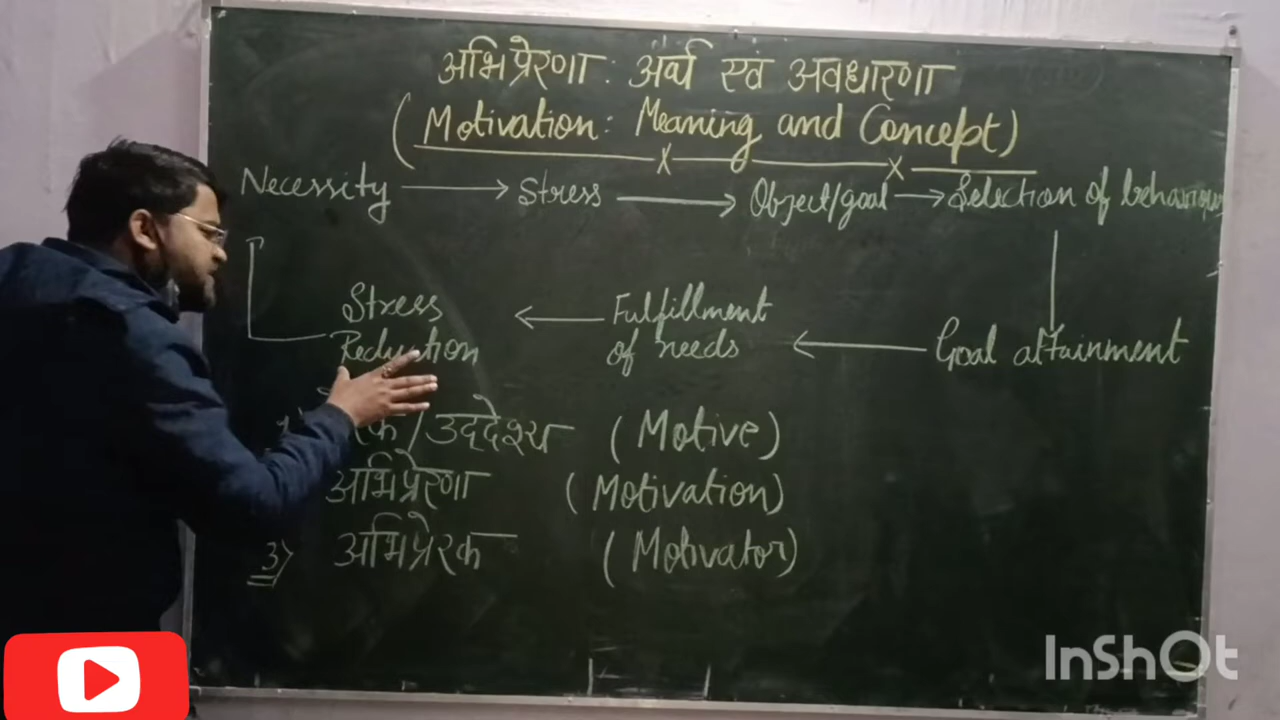 अभिप्रेरणा: अर्थ एवं अवधारणा
(Motivation: Meaning and Concept)
Necessity → Stress → Object/goal → Selection of behaviour
Stress Reduction ← Fulfillment of needs ← Goal attainment
/उद्देश्य (Motive)
अभिप्रेरणा (Motivation)
3) अभिप्रेरक (Motivator)
InShOt